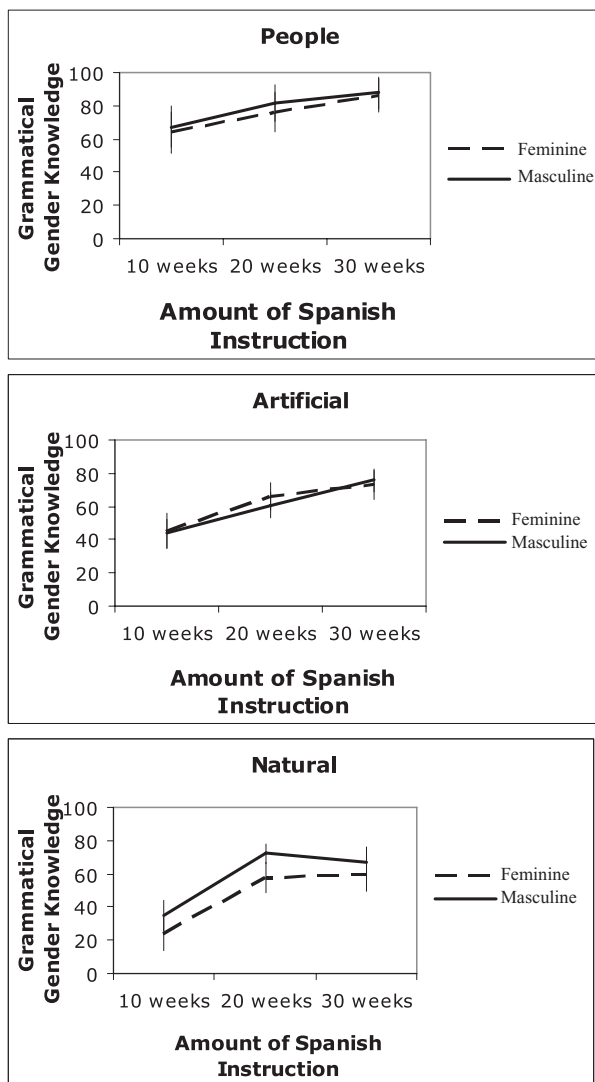 People
Grammatical
Gender Knowledge
100
80
60
40
20
0
10 weeks 20 weeks 30 weeks
Amount of Spanish
Instruction
Feminine
Masculine
Artificial
Grammatical
Gender Knowledge
100
80
60
40
20
0
10 weeks 20 weeks 30 weeks
Amount of Spanish
Instruction
Feminine
Masculine
Natural
Grammatical
Gender Knowledge
100
80
60
40
20
0
10 weeks 20 weeks 30 weeks
Amount of Spanish
Instruction
Feminine
Masculine